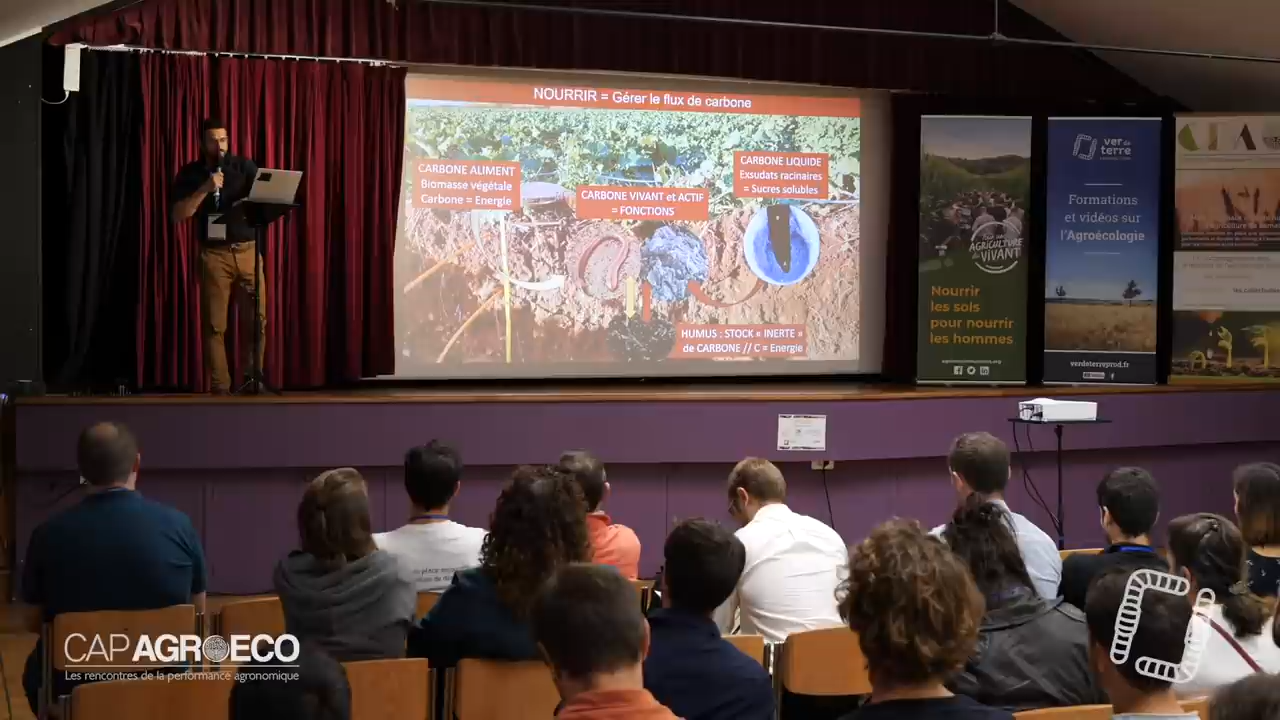 NOURRIR = Gérer le flux de carbone
CARBONE ALIMENT
Biomasse végétale
Carbone = Energie
CARBONE VIVANT et ACTIF
= FONCTIONS
CARBONE LIQUIDE
Exsudats racinaires
= Sucres solubles
HUMUS : STOCK « INERTE »
de CARBONE // C = Energie
AGRICULTURE
du VIVANT
Nourrir
les sols
pour nourrir
les hommes
ver de
terre
Formations
et vidéos sur
l'Agroécologie
verdeterreprod.fr
CAP AGROECO
Les rencontres de la performance agronomique